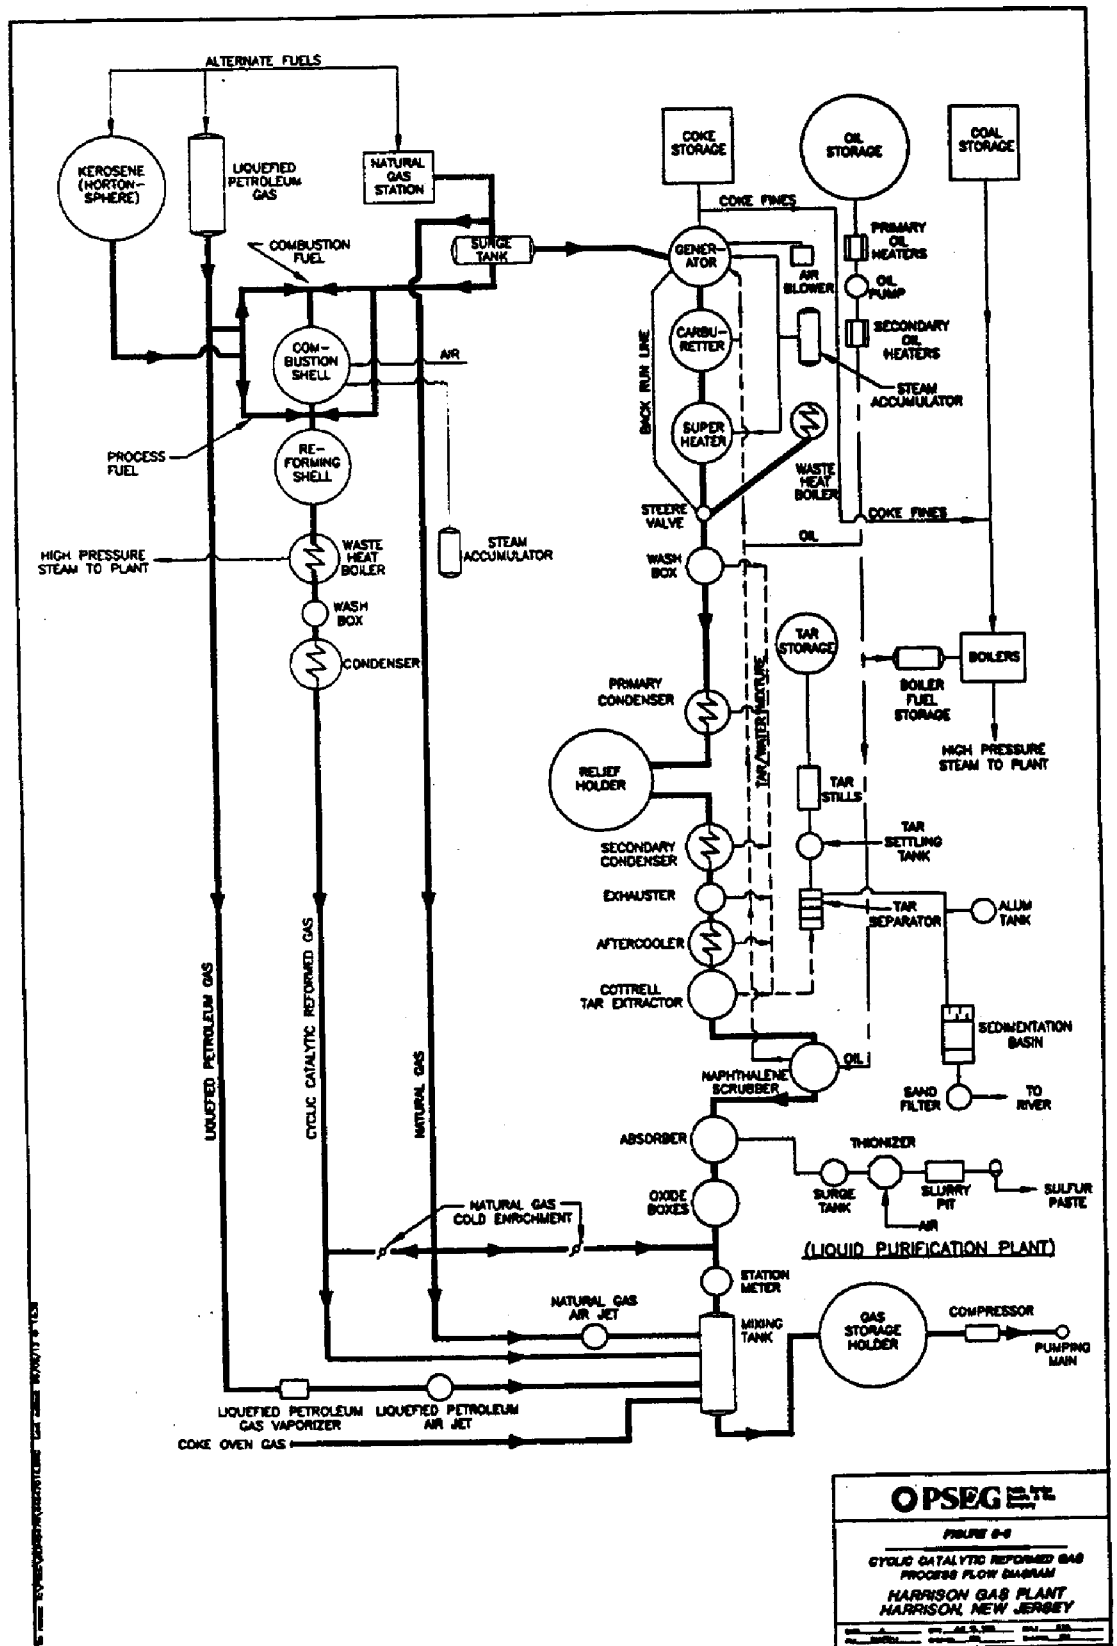 ALTERNATE FUELS
KEROSENE
(HORTON-
SPHERE)
LIQUEFIED
PETROLEUM
GAS
NATURAL
GAS
STATION
COKE
STORAGE
OIL
STORAGE
COAL
STORAGE
COKE FINES
PRIMARY
OIL
HEATERS
COMBUSTION
FUEL
SURGE
TANK
GENER-
ATOR
AIR
BLOWER
OIL
PUMP
SECONDARY
OIL
HEATERS
COM-
BUSTION
SHELL
AIR
CARBU-
RETTER
BACK RUN LINE
STEAM
ACCUMULATOR
SUPER
HEATER
PROCESS
FUEL
RE-
FORMING
SHELL
WASTE
HEAT
BOILER
STEERE
VALVE
COKE FINES
OIL
HIGH PRESSURE
STEAM TO PLANT
WASTE
HEAT
BOILER
STEAM
ACCUMULATOR
WASH
BOX
WASH
BOX
CONDENSER
TAR
STORAGE
BOILERS
BOILER
FUEL
STORAGE
PRIMARY
CONDENSER
TAR/WATER MIXTURE
HIGH PRESSURE
STEAM TO PLANT
RELIEF
HOLDER
TAR
STILLS
SECONDARY
CONDENSER
TAR
SETTLING
TANK
EXHAUSTER
TAR
SEPARATOR
ALUM
TANK
AFTERCOOLER
COTTRELL
TAR EXTRACTOR
LIQUEFIED PETROLEUM GAS
CYCLIC CATALYTIC REFORMED GAS
NATURAL GAS
SEDIMENTATION
BASIN
OIL
NAPHTHALENE
SCRUBBER
SAND
FILTER
TO
RIVER
ABSORBER
THIONIZER
SURGE
TANK
SLURRY
PIT
SULFUR
PASTE
AIR
OXIDE
BOXES
NATURAL GAS
COLD ENRICHMENT
(LIQUID PURIFICATION PLANT)
STATION
METER
NATURAL GAS
AIR JET
MIXING
TANK
GAS
STORAGE
HOLDER
COMPRESSOR
PUMPING
MAIN
LIQUEFIED PETROLEUM
GAS VAPORIZER
LIQUEFIED PETROLEUM
AIR JET
COKE OVEN GAS
PSEG
Company
FIGURE
CYCLIC CATALYTIC REFORMED GAS
PROCESS FLOW DIAGRAM
HARRISON GAS PLANT
HARRISON, NEW JERSEY